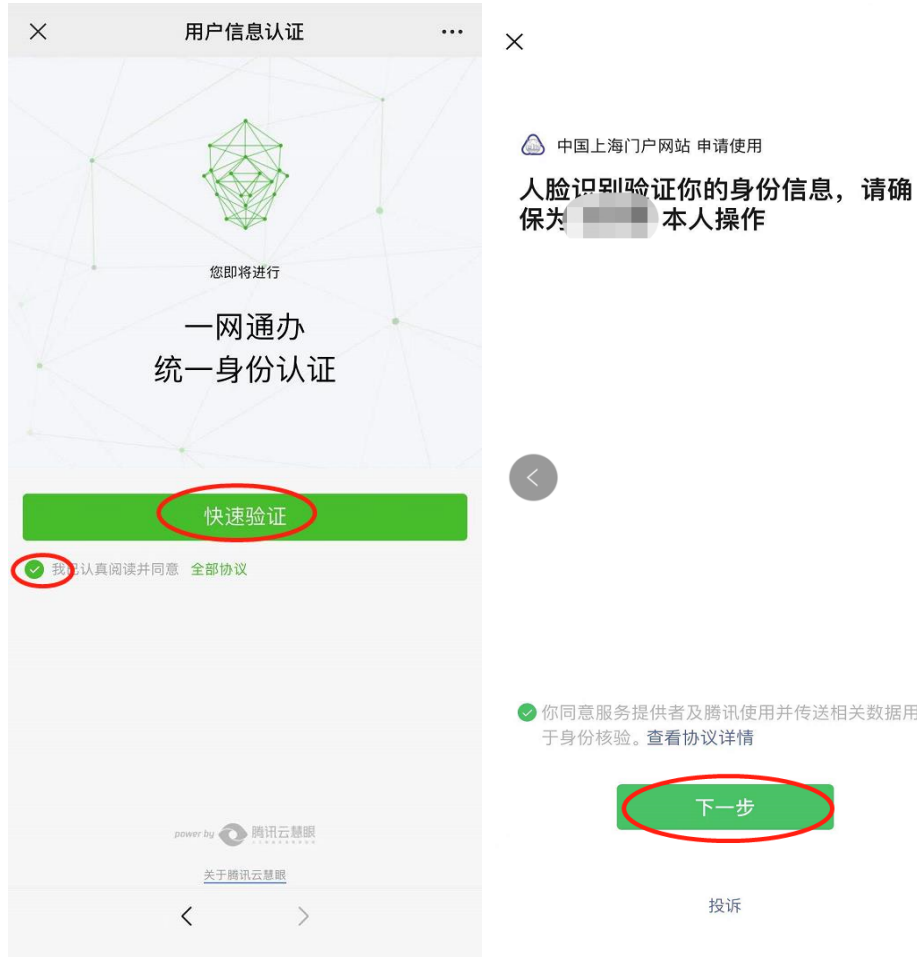 用户信息认证
您即将进行
一网通办
统一身份认证
快速验证
我已认真阅读并同意 全部协议
power by 腾讯云慧眼
关于腾讯云慧眼
中国上海门户网站 申请使用
人脸识别验证你的身份信息，请确
保为 本人操作
你同意服务提供者及腾讯使用并传送相关数据用
于身份核验。查看协议详情
下一步
投诉